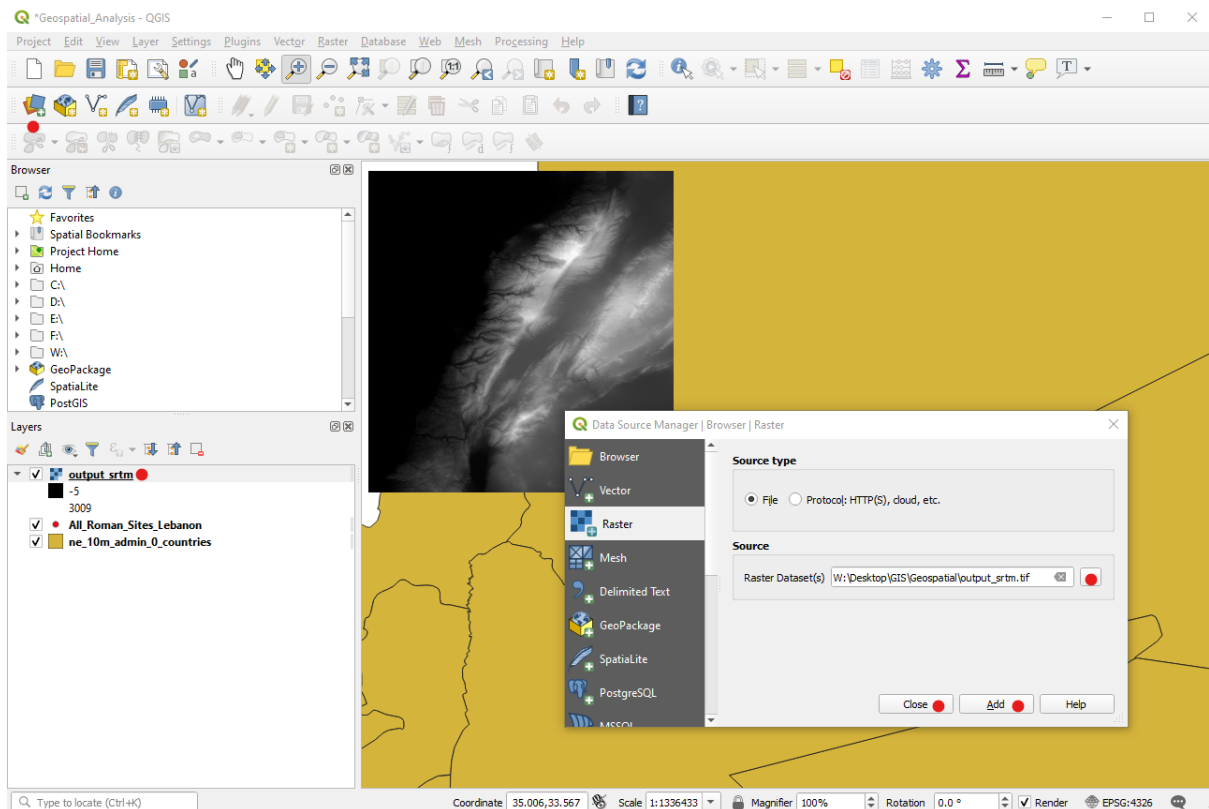 *Geospatial_Analysis - QGIS
Project Edit View Layer Settings Plugins Vector Raster Database Web Mesh Processing Help
Browser
Favorites
Spatial Bookmarks
Project Home
Home
C:\
D:\
E:\
F:\
W:\
GeoPackage
SpatiaLite
PostGIS
Layers
output_srtm
-5
3009
All_Roman_Sites_Lebanon
ne_10m_admin_0_countries
Data Source Manager | Browser | Raster
Browser
Vector
Raster
Mesh
Delimited Text
GeoPackage
SpatiaLite
PostgreSQL
MSSQL
Source type
File Protocol: HTTP(S), cloud, etc.
Source
Raster Dataset(s) W:\Desktop\GIS\Geospatial\output_srtm.tif
Close Add Help
Type to locate (Ctrl+K) Coordinate 35.006,33.567 Scale 1:1336433 Magnifier 100% Rotation 0.0 ° Render EPSG:4326